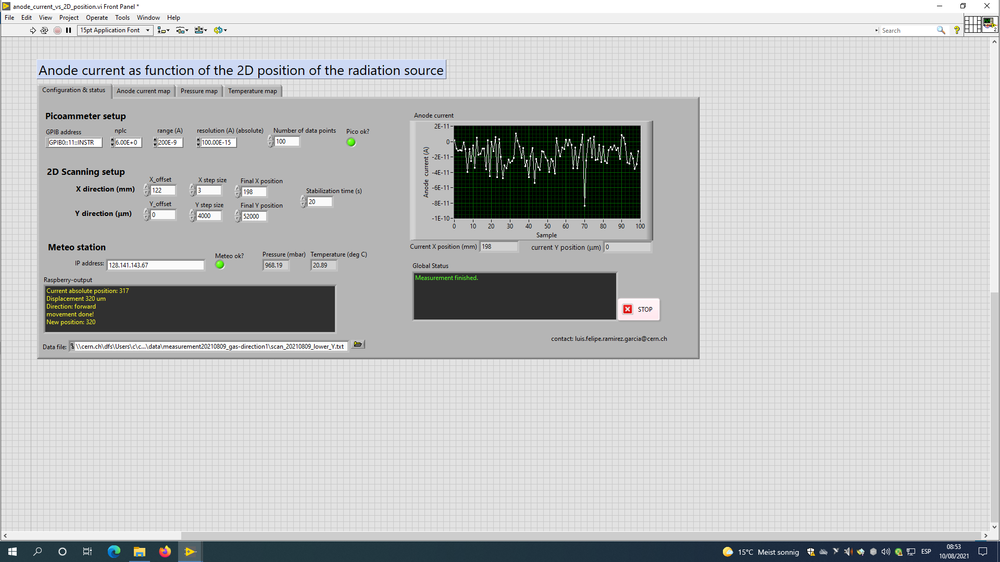 anode_current_vs_2D_position.vi Front Panel *
File Edit View Project Operate Tools Window Help
15pt Application Font
Search
2
Anode current as function of the 2D position of the radiation source
Configuration & status
Anode current map
Pressure map
Temperature map
Picoammeter setup
GPIB address
nplc
range (A)
resolution (A) (absolute)
Number of data points
Pico ok?
GPIB0::11::INSTR
6.00E+0
200E-9
100.00E-15
100
2D Scanning setup
X_offset
X step size
Final X position
X direction (mm)
122
3
198
Stabilization time (s)
20
Y_offset
Y step size
Final Y position
Y direction (µm)
0
4000
52000
Meteo station
Meteo ok?
Pressure (mbar)
Temperature (deg C)
IP address:
128.141.143.67
968.19
20.89
Raspberry-output
Current absolute position: 317
Displacement 320 um
Direction: forward
movement done!
New position: 320
Data file:
\\cern.ch\dfs\Users\c\c...\data\measurement20210809_gas-direction1\scan_20210809_lower_Y.txt
Anode current
2E-11
0
-2E-11
-4E-11
-6E-11
-8E-11
-1E-10
Anode current (A)
0 10 20 30 40 50 60 70 80 90 100
Sample
Current X position (mm)
198
current Y position (µm)
0
Global Status
Measurement finished.
STOP
contact: luis.felipe.ramirez.garcia@cern.ch
15°C Meist sonnig
ESP
08:53
10/08/2021